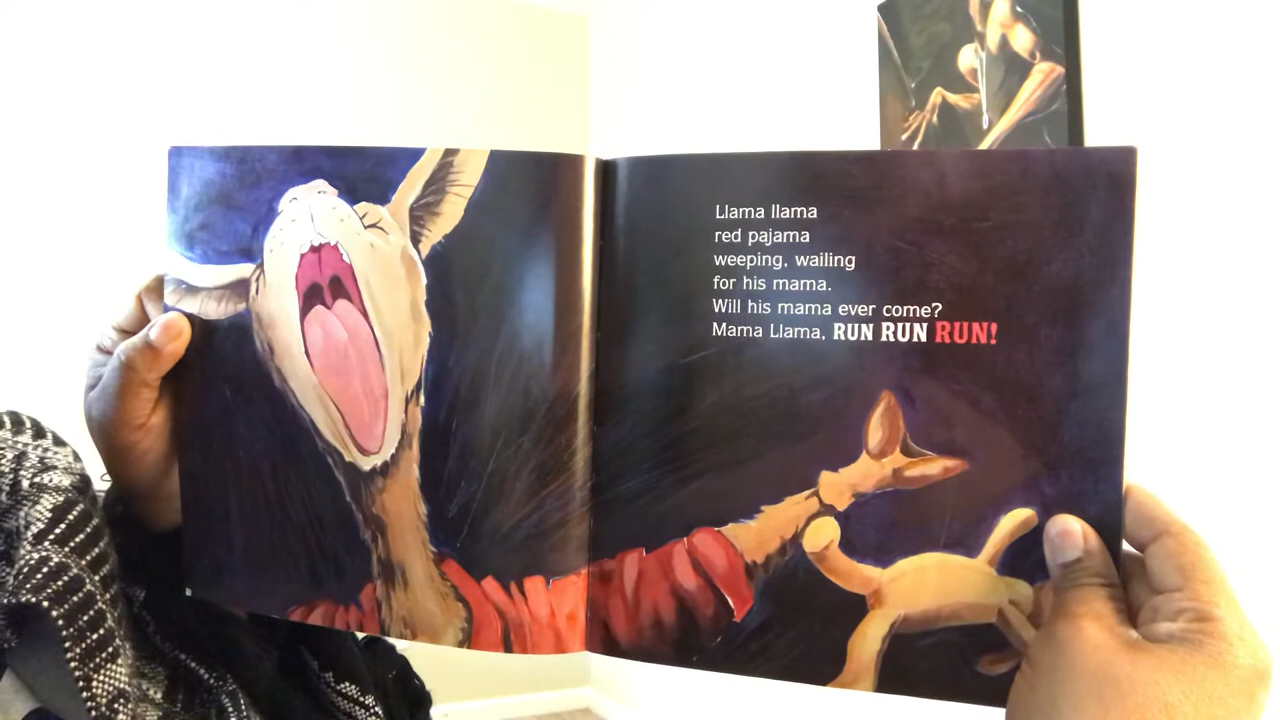 Llama llama
red pajama
weeping, wailing
for his mama.
Will his mama ever come?
Mama Llama, RUN RUN RUN!